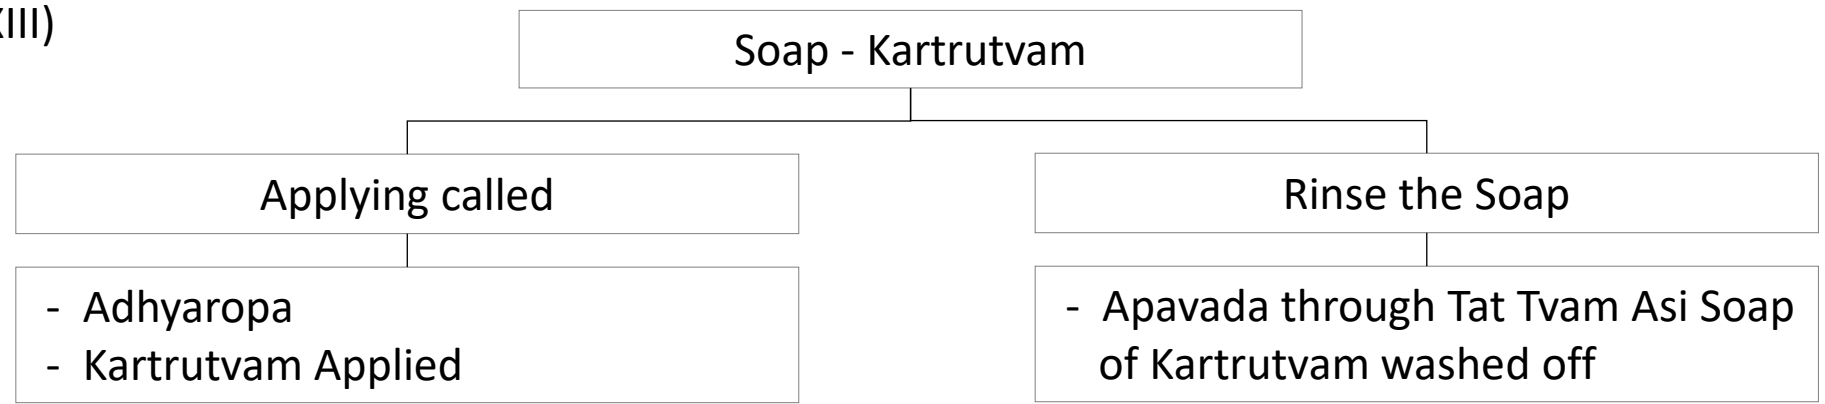 XIII)
Soap - Kartrutvam
Applying called
Rinse the Soap
- Adhyaropa
- Kartrutvam Applied
- Apavada through Tat Tvam Asi Soap
of Kartrutvam washed off